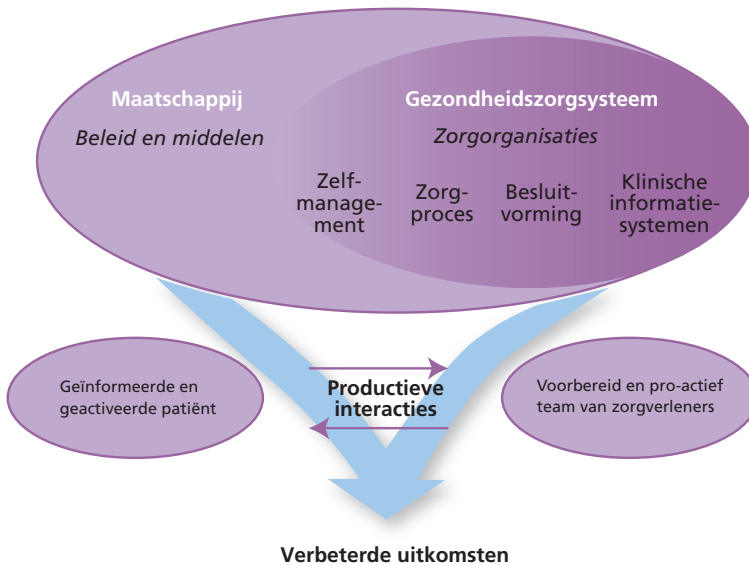 Maatschappij
Beleid en middelen
Gezondheidszorgsysteem
Zorgorganisaties
Zelf-
manage-
ment
Zorg-
proces
Besluit-
vorming
Klinische
informatie-
systemen
Geïnformeerde en
geactiveerde patiënt
Productieve
interacties
Voorbereid en pro-actief
team van zorgverleners
Verbeterde uitkomsten